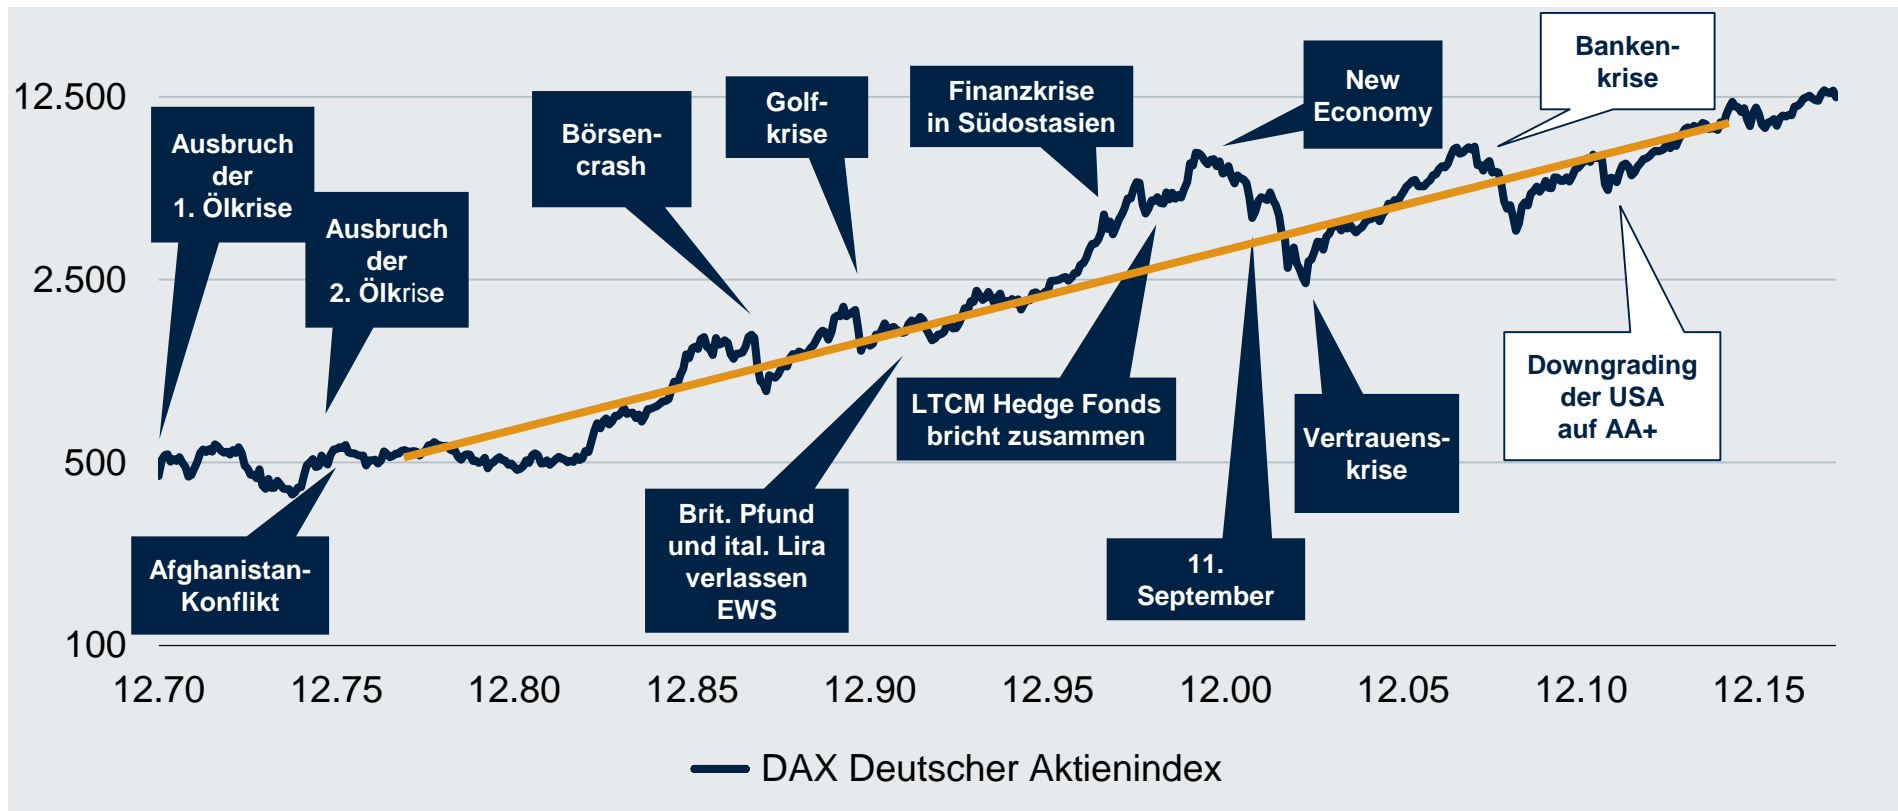 12.500
2.500
500
100
Ausbruch
der
1. Ölkrise
Ausbruch
der
2. Ölkrise
Börsen-
crash
Golf-
krise
Finanzkrise
in Südostasien
New
Economy
Banken-
krise
Afghanistan-
Konflikt
Brit. Pfund
und ital. Lira
verlassen
EWS
LTCM Hedge Fonds
bricht zusammen
11.
September
Vertrauens-
krise
Downgrading
der USA
auf AA+
12.70 12.75 12.80 12.85 12.90 12.95 12.00 12.05 12.10 12.15
DAX Deutscher Aktienindex